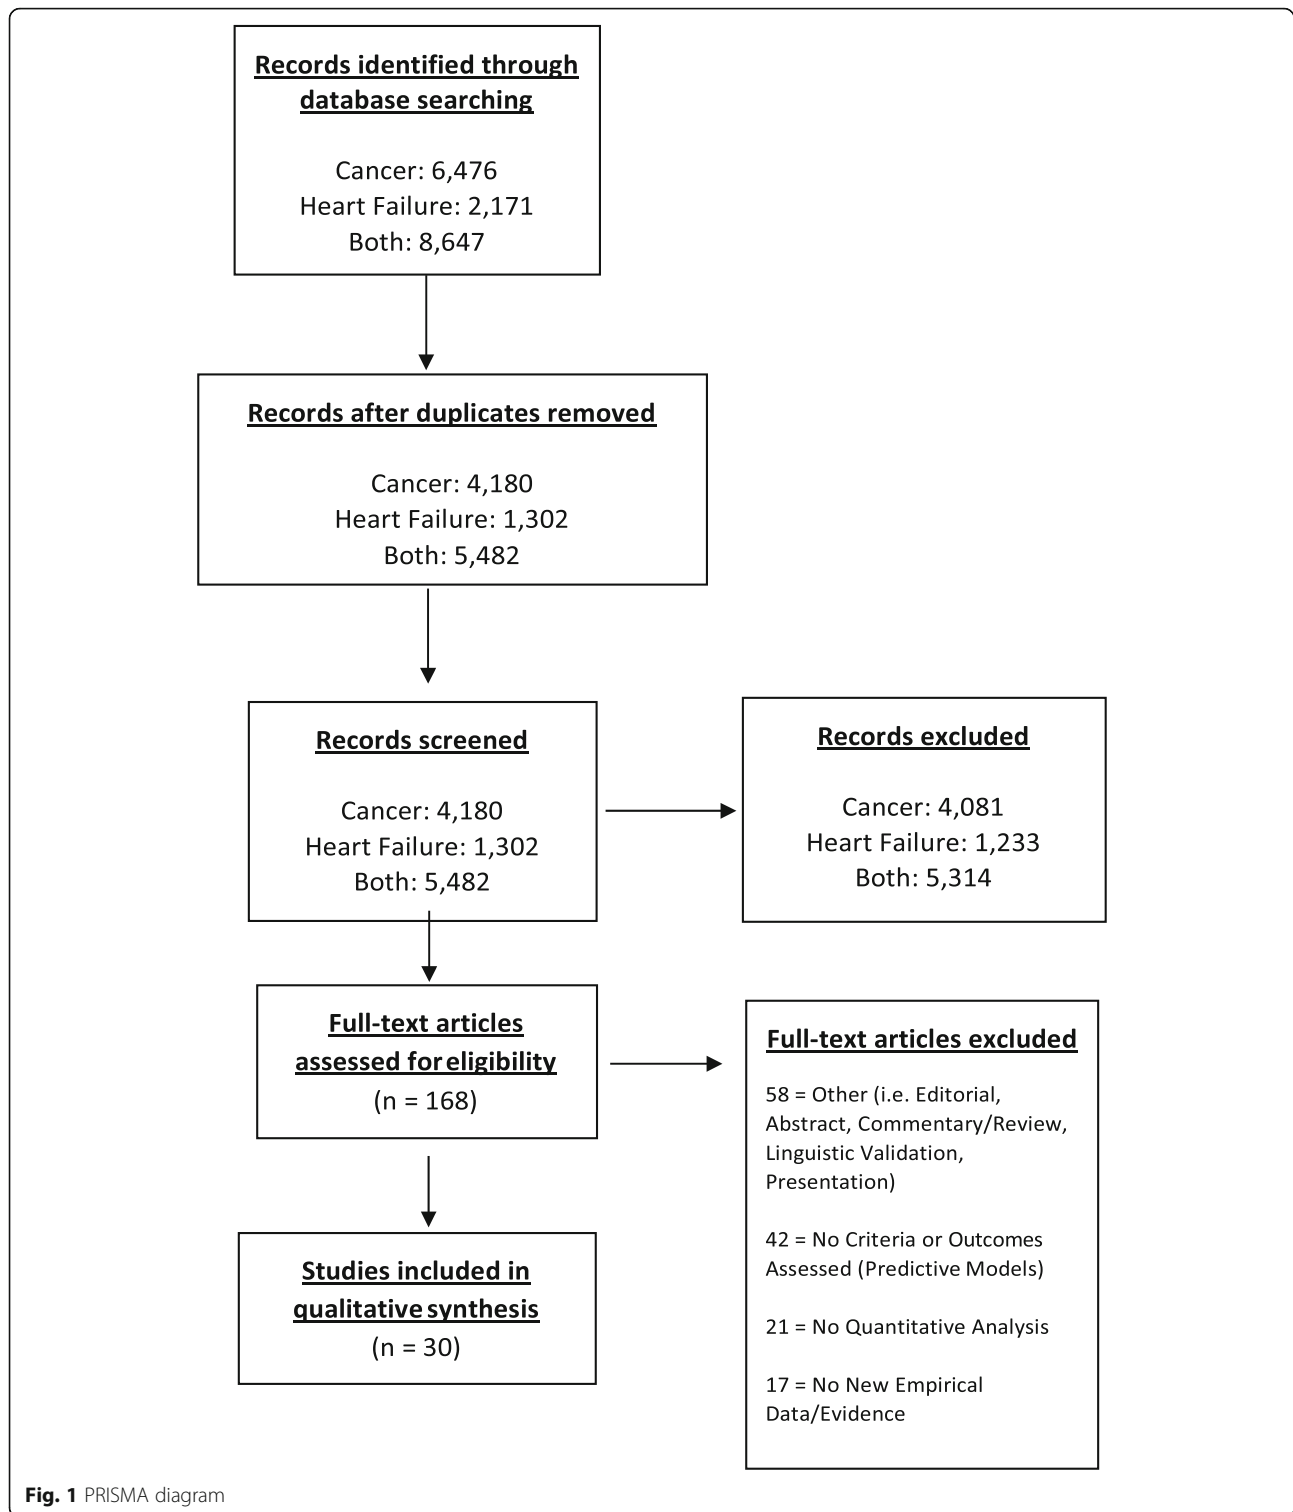 Records identified through
database searching
Cancer: 6,476
Heart Failure: 2,171
Both: 8,647
Records after duplicates removed
Cancer: 4,180
Heart Failure: 1,302
Both: 5,482
Records screened
Cancer: 4,180
Heart Failure: 1,302
Both: 5,482
Records excluded
Cancer: 4,081
Heart Failure: 1,233
Both: 5,314
Full-text articles
assessed for eligibility
(n = 168)
Full-text articles excluded
58 = Other (i.e. Editorial,
Abstract, Commentary/Review,
Linguistic Validation,
Presentation)
42 = No Criteria or Outcomes
Assessed (Predictive Models)
21 = No Quantitative Analysis
17 = No New Empirical
Data/Evidence
Studies included in
qualitative synthesis
(n = 30)
Fig. 1 PRISMA diagram